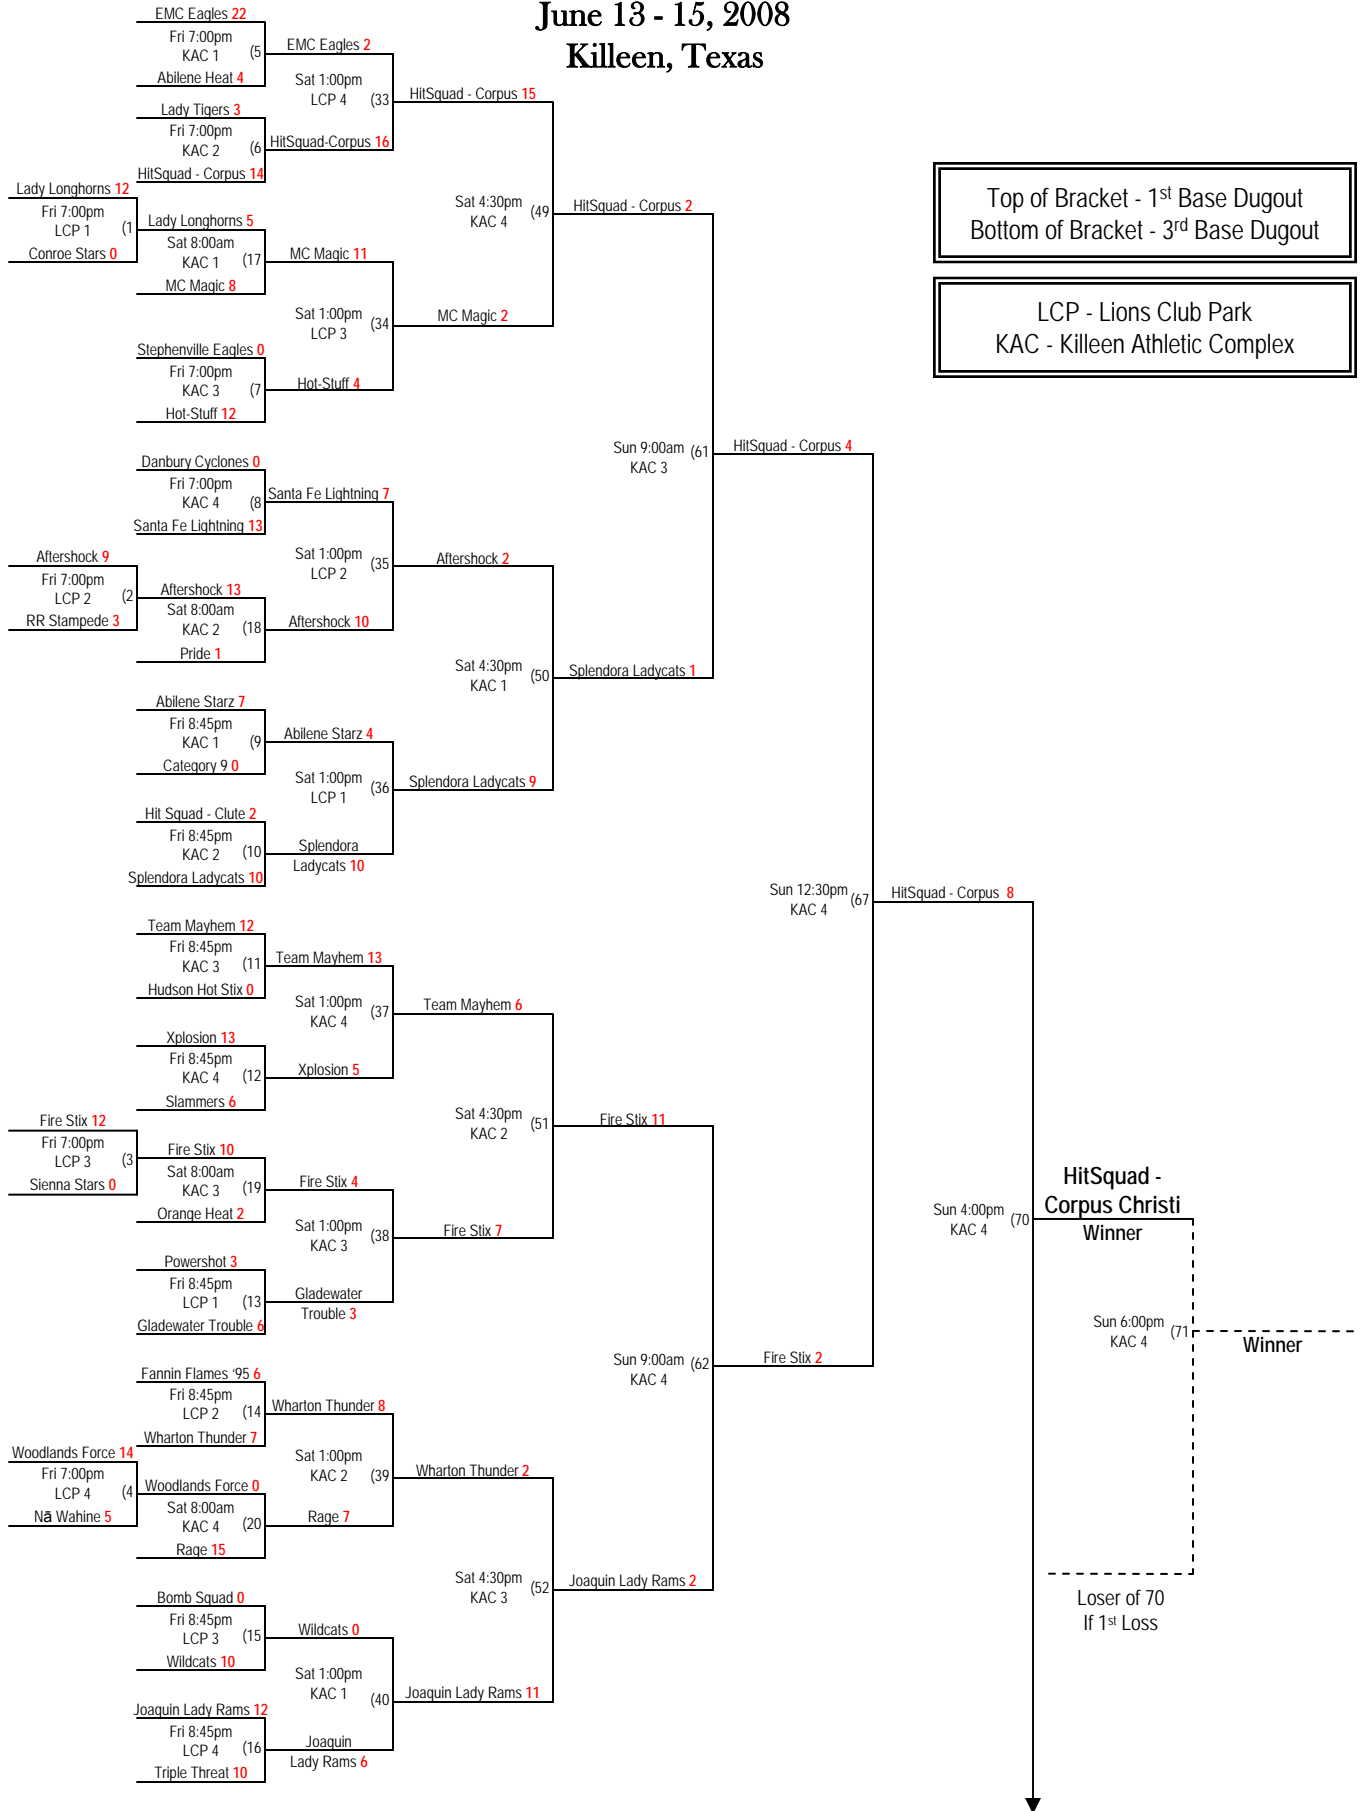 June 13 - 15, 2008
Killeen, Texas
Top of Bracket - 1st Base Dugout
Bottom of Bracket - 3rd Base Dugout
LCP - Lions Club Park
KAC - Killeen Athletic Complex
EMC Eagles 22
Fri 7:00pm
KAC 1 (5
Abilene Heat 4
EMC Eagles 2
Sat 1:00pm
LCP 4 (33
Lady Tigers 3
Fri 7:00pm
KAC 2 (6
HitSquad - Corpus 14
HitSquad-Corpus 16
HitSquad - Corpus 15
Lady Longhorns 12
Fri 7:00pm
LCP 1 (1
Conroe Stars 0
Lady Longhorns 5
Sat 8:00am
KAC 1 (17
MC Magic 8
MC Magic 11
Sat 1:00pm
LCP 3 (34
MC Magic 2
Stephenville Eagles 0
Fri 7:00pm
KAC 3 (7
Hot-Stuff 12
Hot-Stuff 4
Sat 4:30pm
KAC 4 (49
HitSquad - Corpus 2
Danbury Cyclones 0
Fri 7:00pm
KAC 4 (8
Santa Fe Lightning 13
Santa Fe Lightning 7
Sat 1:00pm
LCP 2 (35
Aftershock 2
Aftershock 9
Fri 7:00pm
LCP 2 (2
RR Stampede 3
Aftershock 13
Sat 8:00am
KAC 2 (18
Pride 1
Aftershock 10
Sat 4:30pm
KAC 1 (50
Splendora Ladycats 1
Abilene Starz 7
Fri 8:45pm
KAC 1 (9
Category 9 0
Abilene Starz 4
Sat 1:00pm
LCP 1 (36
Splendora Ladycats 9
Hit Squad - Clute 2
Fri 8:45pm
KAC 2 (10
Splendora Ladycats 10
Splendora
Ladycats 10
Sun 9:00am (61
KAC 3
HitSquad - Corpus 4
Team Mayhem 12
Fri 8:45pm
KAC 3 (11
Hudson Hot Stix 0
Team Mayhem 13
Sat 1:00pm
KAC 4 (37
Team Mayhem 6
Xplosion 13
Fri 8:45pm
KAC 4 (12
Slammers 6
Xplosion 5
Fire Stix 12
Fri 7:00pm
LCP 3 (3
Sienna Stars 0
Fire Stix 10
Sat 8:00am
KAC 3 (19
Orange Heat 2
Fire Stix 4
Sat 1:00pm
KAC 3 (38
Fire Stix 7
Powershot 3
Fri 8:45pm
LCP 1 (13
Gladewater Trouble 6
Gladewater
Trouble 3
Sat 4:30pm
KAC 2 (51
Fire Stix 11
Fannin Flames '95 6
Fri 8:45pm
LCP 2 (14
Wharton Thunder 7
Wharton Thunder 8
Sat 1:00pm
KAC 2 (39
Wharton Thunder 2
Woodlands Force 14
Fri 7:00pm
LCP 4 (4
Nā Wahine 5
Woodlands Force 0
Sat 8:00am
KAC 4 (20
Rage 15
Rage 7
Sat 4:30pm
KAC 3 (52
Joaquin Lady Rams 2
Bomb Squad 0
Fri 8:45pm
LCP 3 (15
Wildcats 10
Wildcats 0
Sat 1:00pm
KAC 1 (40
Joaquin Lady Rams 11
Joaquin Lady Rams 12
Fri 8:45pm
LCP 4 (16
Triple Threat 10
Joaquin
Lady Rams 6
Sun 9:00am (62
KAC 4
Fire Stix 2
Sun 12:30pm (67
KAC 4
HitSquad - Corpus 8
Sun 4:00pm (70
KAC 4
HitSquad -
Corpus Christi
Winner
Sun 6:00pm (71
KAC 4
Winner
Loser of 70
If 1st Loss